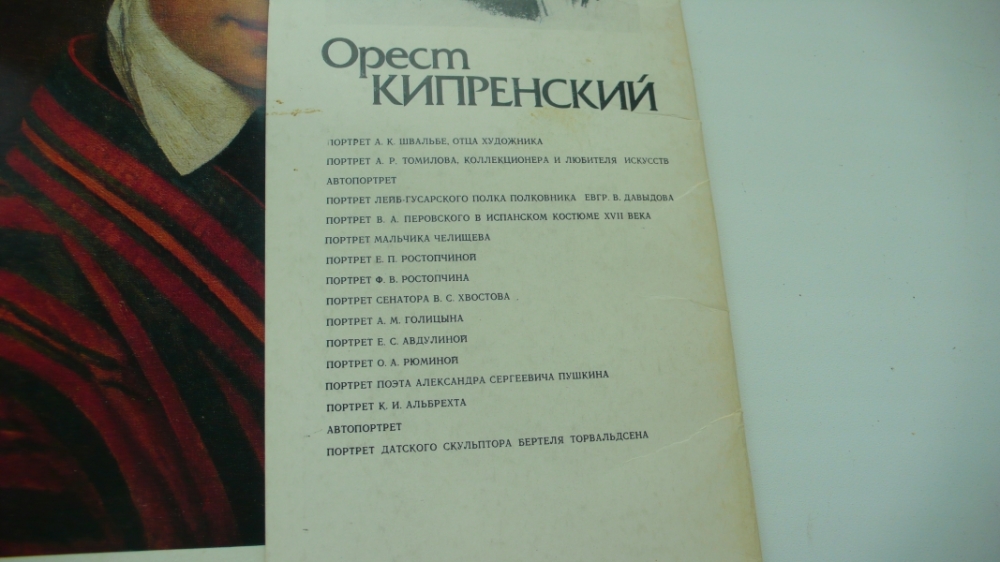 Орест
КИПРЕНСКИЙ
ПОРТРЕТ А. К. ШВАЛЬБЕ, ОТЦА ХУДОЖНИКА
ПОРТРЕТ А. Р. ТОМИЛОВА, КОЛЛЕКЦИОНЕРА И ЛЮБИТЕЛЯ ИСКУССТВ
АВТОПОРТРЕТ
ПОРТРЕТ ЛЕЙБ-ГУСАРСКОГО ПОЛКА ПОЛКОВНИКА ЕВГР. В. ДАВЫДОВА
ПОРТРЕТ В. А. ПЕРОВСКОГО В ИСПАНСКОМ КОСТЮМЕ XVII ВЕКА
ПОРТРЕТ МАЛЬЧИКА ЧЕЛИЩЕВА
ПОРТРЕТ Е. П. РОСТОПЧИНОЙ
ПОРТРЕТ Ф. В. РОСТОПЧИНА
ПОРТРЕТ СЕНАТОРА В. С. ХВОСТОВА
ПОРТРЕТ А. М. ГОЛИЦЫНА
ПОРТРЕТ Е. С. АВДУЛИНОЙ
ПОРТРЕТ О. А. РЮМИНОЙ
ПОРТРЕТ ПОЭТА АЛЕКСАНДРА СЕРГЕЕВИЧА ПУШКИНА
ПОРТРЕТ К. И. АЛЬБРЕХТА
АВТОПОРТРЕТ
ПОРТРЕТ ДАТСКОГО СКУЛЬПТОРА БЕРТЕЛЯ ТОРВАЛЬДСЕНА